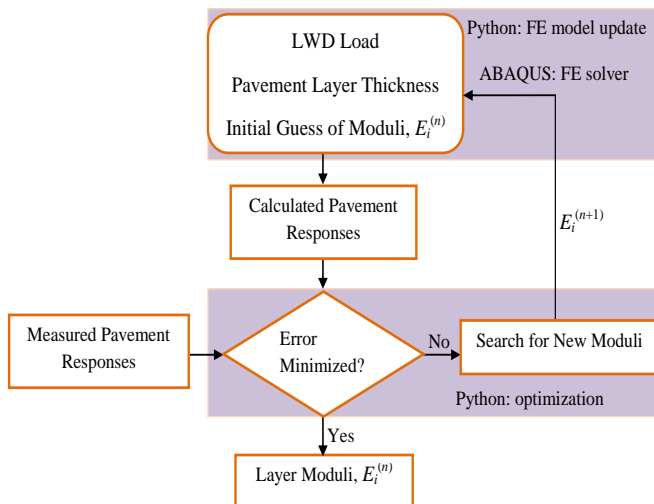 LWD Load
Python: FE model update
Pavement Layer Thickness
ABAQUS: FE solver
Initial Guess of Moduli, E_i^(n)
Calculated Pavement
Responses
E_i^(n+1)
Measured Pavement
Responses
Error
Minimized?
No
Search for New Moduli
Python: optimization
Yes
Layer Moduli, E_i^(n)